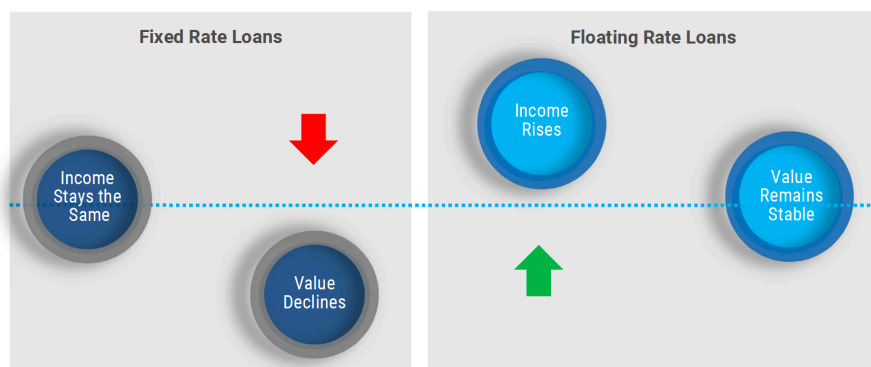 Fixed Rate Loans
Income
Stays the
Same
Value
Declines
Floating Rate Loans
Income
Rises
Value
Remains
Stable